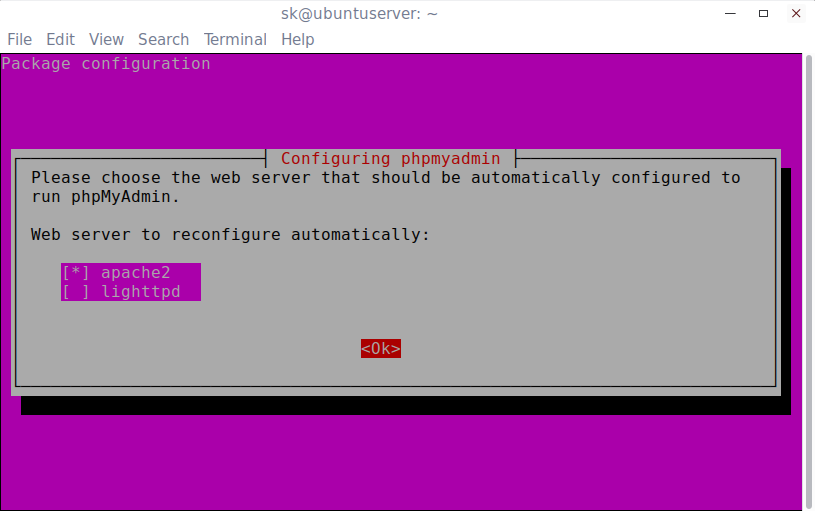 sk@ubuntuserver: ~
File Edit View Search Terminal Help
Package configuration
Configuring phpmyadmin
Please choose the web server that should be automatically configured to
run phpMyAdmin.
Web server to reconfigure automatically:
[*] apache2
[ ] lighttpd
<Ok>